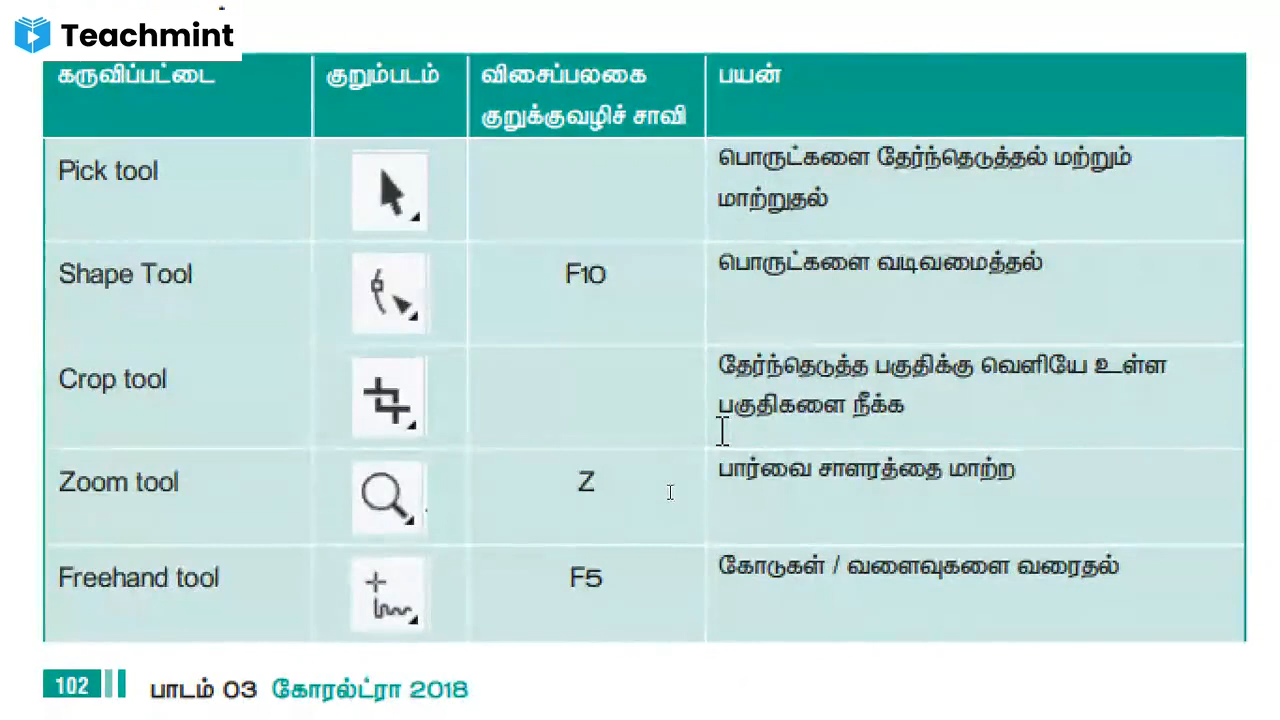 Teachmint
கருவிப்பட்டை
குறும்படம்
விசைப்பலகை
குறுக்குவழிச் சாவி
பயன்
Pick tool
பொருட்களை தேர்ந்தெடுத்தல் மற்றும்
மாற்றுதல்
Shape Tool
F10
பொருட்களை வடிவமைத்தல்
Crop tool
தேர்ந்தெடுத்த பகுதிக்கு வெளியே உள்ள
பகுதிகளை நீக்க
Zoom tool
Z
பார்வை சாளரத்தை மாற்ற
Freehand tool
F5
கோடுகள் / வளைவுகளை வரைதல்
102 பாடம் 03 கோரல்ட்ரா 2018